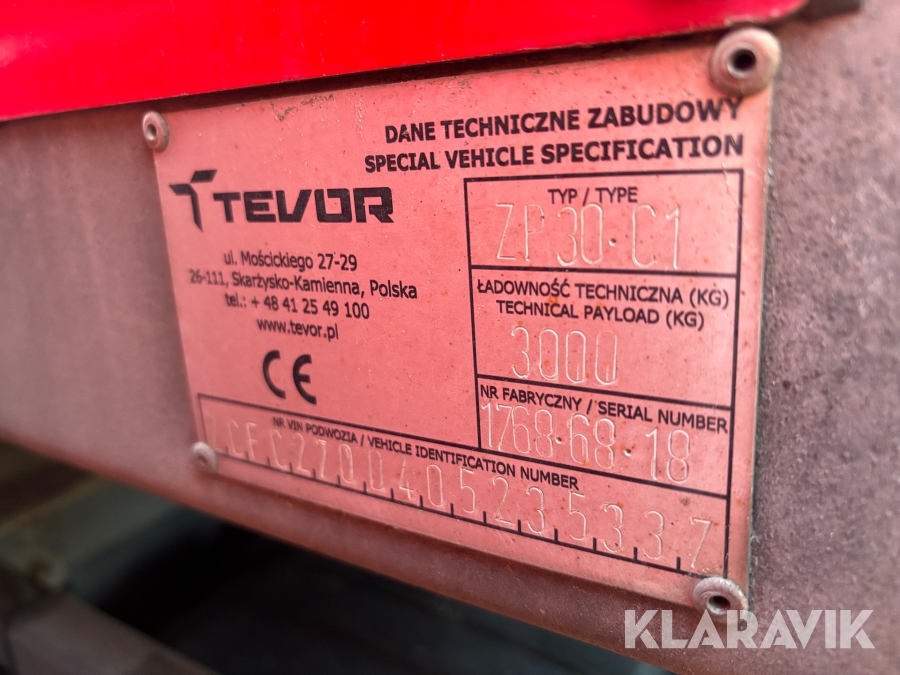 DANE TECHNICZNE ZABUDOWY
SPECIAL VEHICLE SPECIFICATION
TEVOR
ul. Mościckiego 27-29
26-111, Skarżysko-Kamienna, Polska
tel.: + 48 41 25 49 100
www.tevor.pl
CE
TYP / TYPE
ZP 30·C1
ŁADOWNOŚĆ TECHNICZNA (KG)
TECHNICAL PAYLOAD (KG)
3000
NR FABRYCZNY / SERIAL NUMBER
1768·68·18
NR VIN PODWOZIA / VEHICLE IDENTIFICATION NUMBER
KLARAVIK